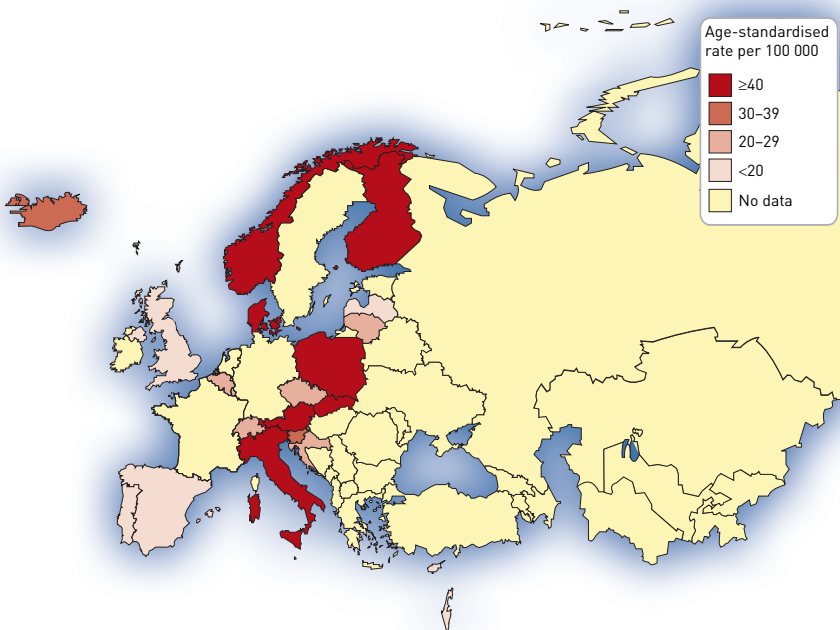 Age-standardised
rate per 100 000
≥40
30–39
20–29
<20
No data